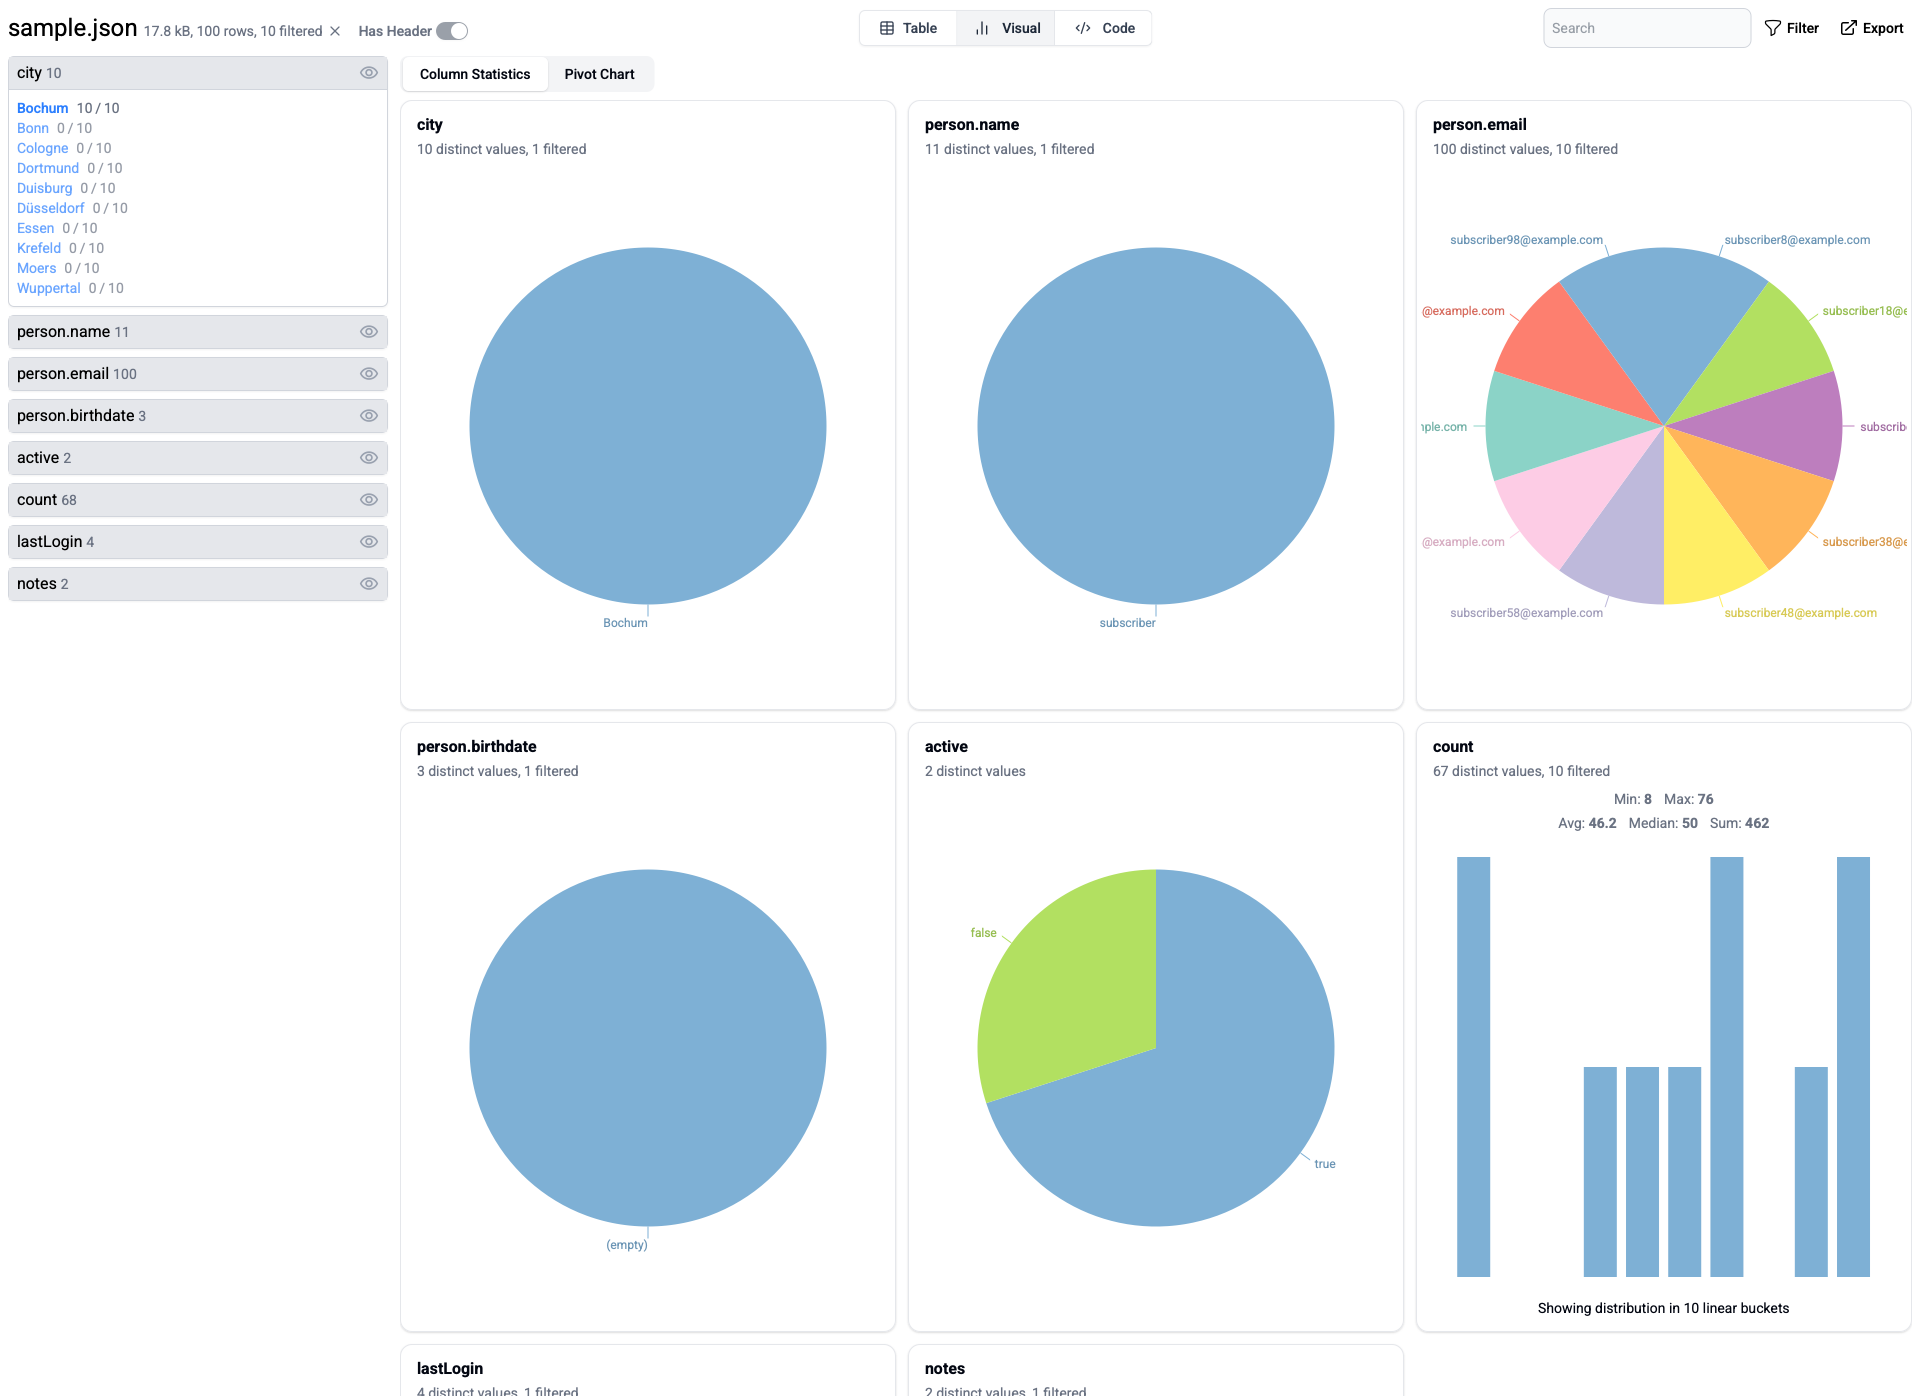 sample.json 17.8 kB, 100 rows, 10 filtered × Has Header
Table Visual Code
Search Filter Export
city 10
Bochum 10 / 10
Bonn 0 / 10
Cologne 0 / 10
Dortmund 0 / 10
Duisburg 0 / 10
Düsseldorf 0 / 10
Essen 0 / 10
Krefeld 0 / 10
Moers 0 / 10
Wuppertal 0 / 10
person.name 11
person.email 100
person.birthdate 3
active 2
count 68
lastLogin 4
notes 2
Column Statistics Pivot Chart
city
10 distinct values, 1 filtered
Bochum
person.name
11 distinct values, 1 filtered
subscriber
person.email
100 distinct values, 10 filtered
subscriber98@example.com subscriber8@example.com
@example.com subscriber18@e
mple.com subscrib
@example.com subscriber38@e
subscriber58@example.com subscriber48@example.com
person.birthdate
3 distinct values, 1 filtered
(empty)
active
2 distinct values
false
true
count
67 distinct values, 10 filtered
Min: 8 Max: 76
Avg: 46.2 Median: 50 Sum: 462
Showing distribution in 10 linear buckets
lastLogin
4 distinct values, 1 filtered
notes
2 distinct values, 1 filtered